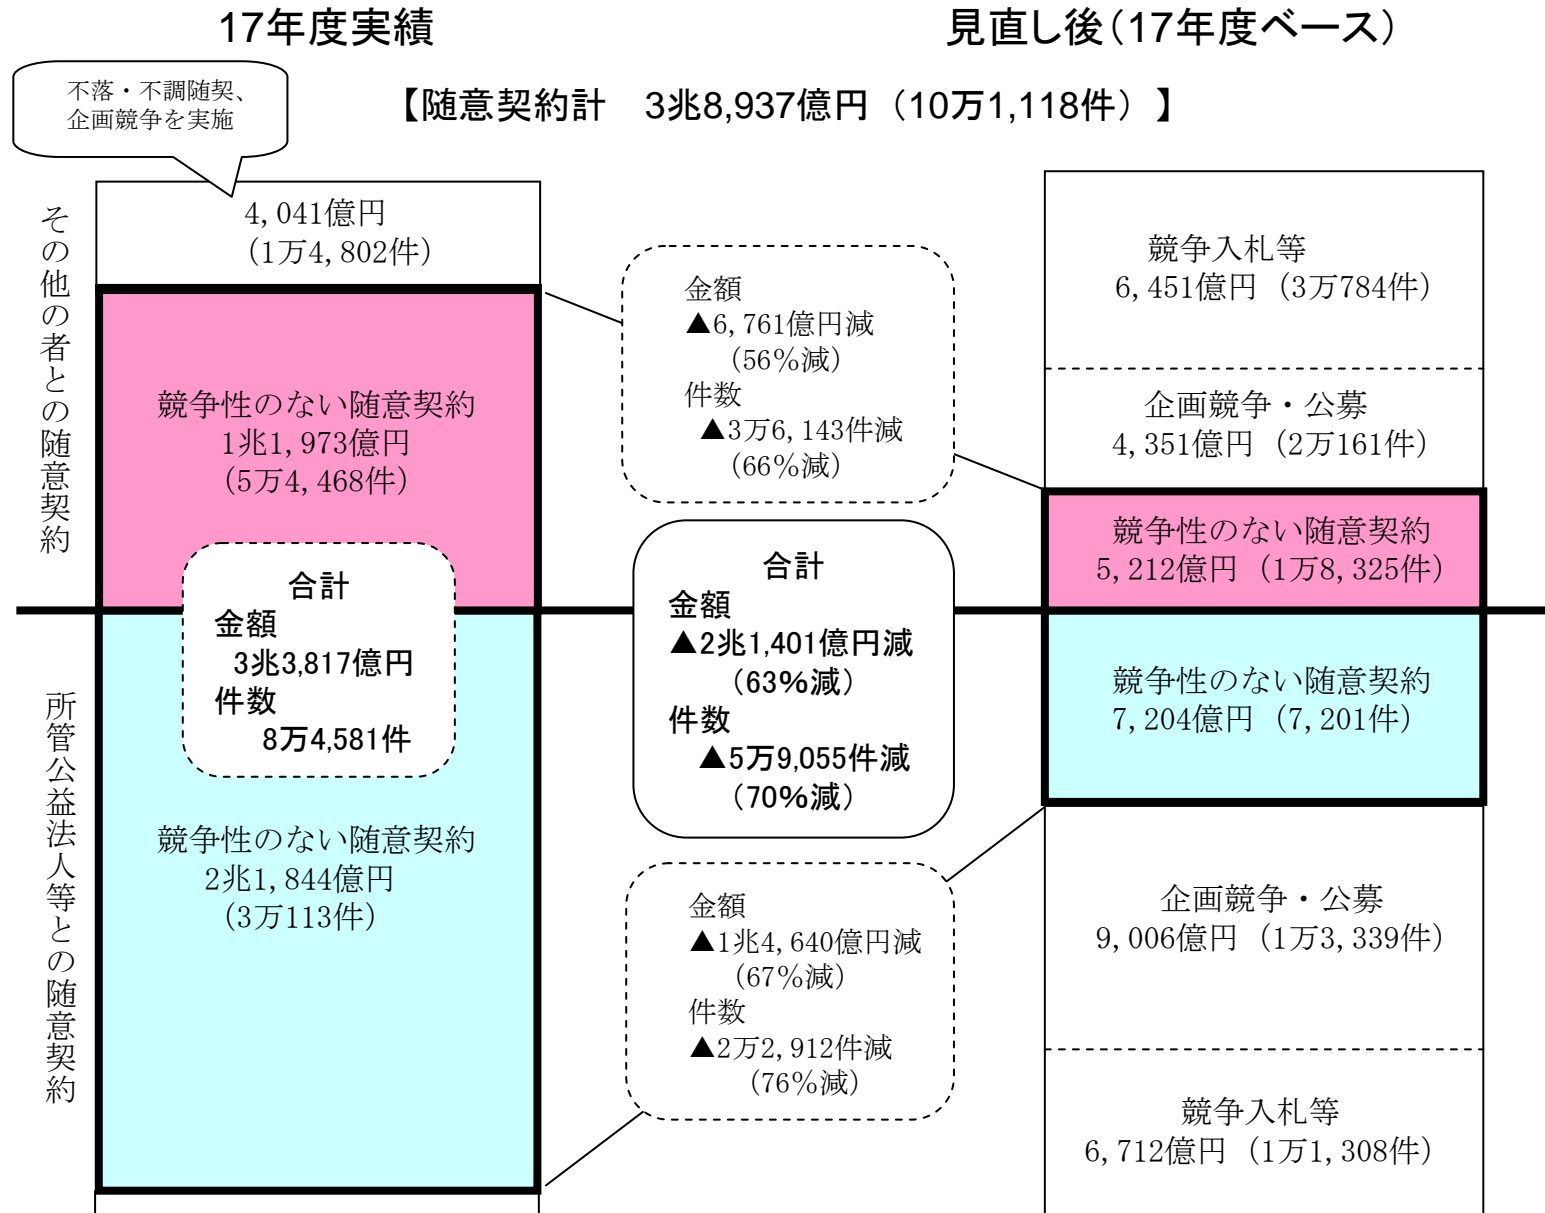 17年度実績
見直し後（17年度ベース）
【随意契約計　3兆8,937億円（10万1,118件）】
不落・不調随契、
企画競争を実施
その他の者との随意契約
4,041億円
（1万4,802件）
競争性のない随意契約
1兆1,973億円
（5万4,468件）
合計
金額
3兆3,817億円
件数
8万4,581件
所管公益法人等との随意契約
競争性のない随意契約
2兆1,844億円
（3万113件）
金額
▲6,761億円減
（56％減）
件数
▲3万6,143件減
（66％減）
合計
金額
▲2兆1,401億円減
（63％減）
件数
▲5万9,055件減
（70％減）
金額
▲1兆4,640億円減
（67％減）
件数
▲2万2,912件減
（76％減）
競争入札等
6,451億円（3万784件）
企画競争・公募
4,351億円（2万161件）
競争性のない随意契約
5,212億円（1万8,325件）
競争性のない随意契約
7,204億円（7,201件）
企画競争・公募
9,006億円（1万3,339件）
競争入札等
6,712億円（1万1,308件）